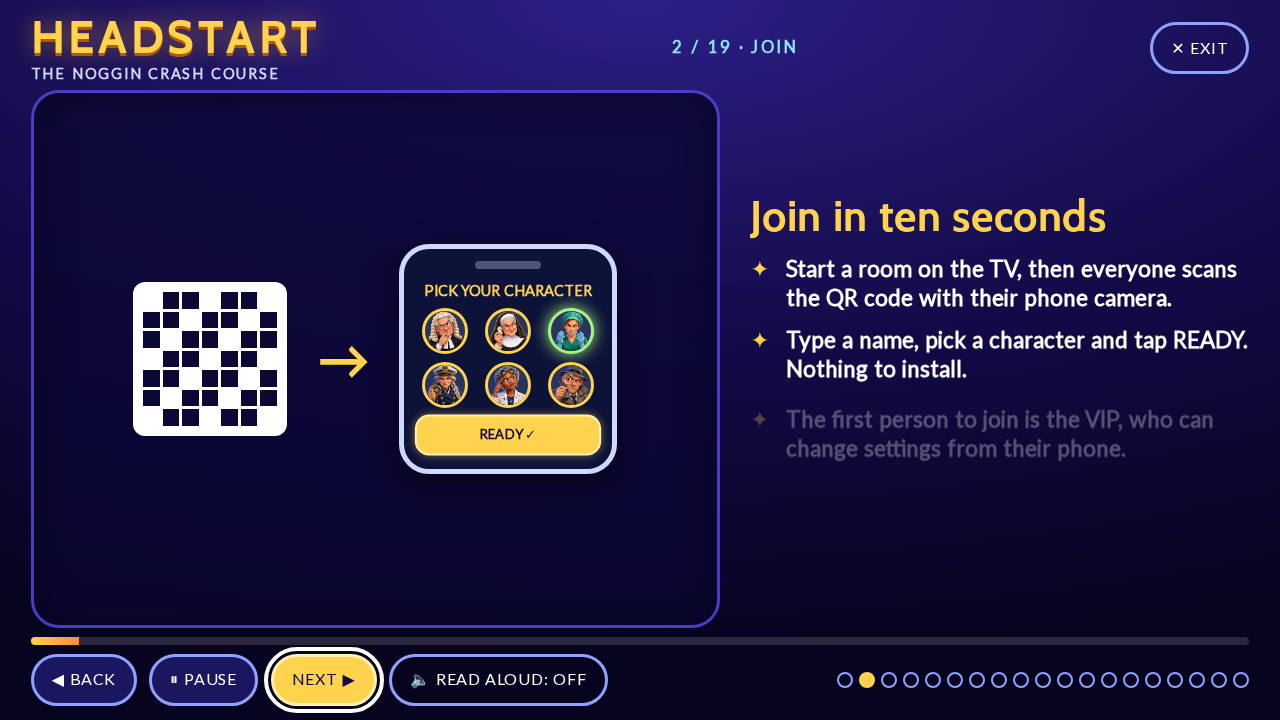 HEADSTART
THE NOGGIN CRASH COURSE
2 / 19 · JOIN
✕ EXIT
PICK YOUR CHARACTER
READY ✓
Join in ten seconds
✦ Start a room on the TV, then everyone scans
the QR code with their phone camera.
✦ Type a name, pick a character and tap READY.
Nothing to install.
✦ The first person to join is the VIP, who can
change settings from their phone.
◀ BACK
⏸ PAUSE
NEXT ▶
🔈 READ ALOUD: OFF